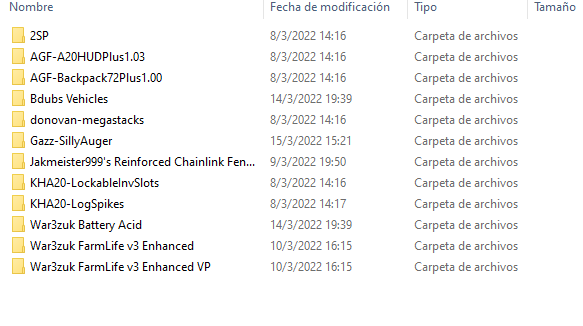 Nombre Fecha de modificación Tipo Tamaño
2SP 8/3/2022 14:16 Carpeta de archivos
AGF-A20HUDPlus1.03 8/3/2022 14:16 Carpeta de archivos
AGF-Backpack72Plus1.00 8/3/2022 14:16 Carpeta de archivos
Bdubs Vehicles 14/3/2022 19:39 Carpeta de archivos
donovan-megastacks 8/3/2022 14:16 Carpeta de archivos
Gazz-SillyAuger 15/3/2022 15:21 Carpeta de archivos
Jakmeister999's Reinforced Chainlink Fen... 9/3/2022 19:50 Carpeta de archivos
KHA20-LockableInvSlots 8/3/2022 14:16 Carpeta de archivos
KHA20-LogSpikes 8/3/2022 14:17 Carpeta de archivos
War3zuk Battery Acid 14/3/2022 19:39 Carpeta de archivos
War3zuk FarmLife v3 Enhanced 10/3/2022 16:15 Carpeta de archivos
War3zuk FarmLife v3 Enhanced VP 10/3/2022 16:15 Carpeta de archivos